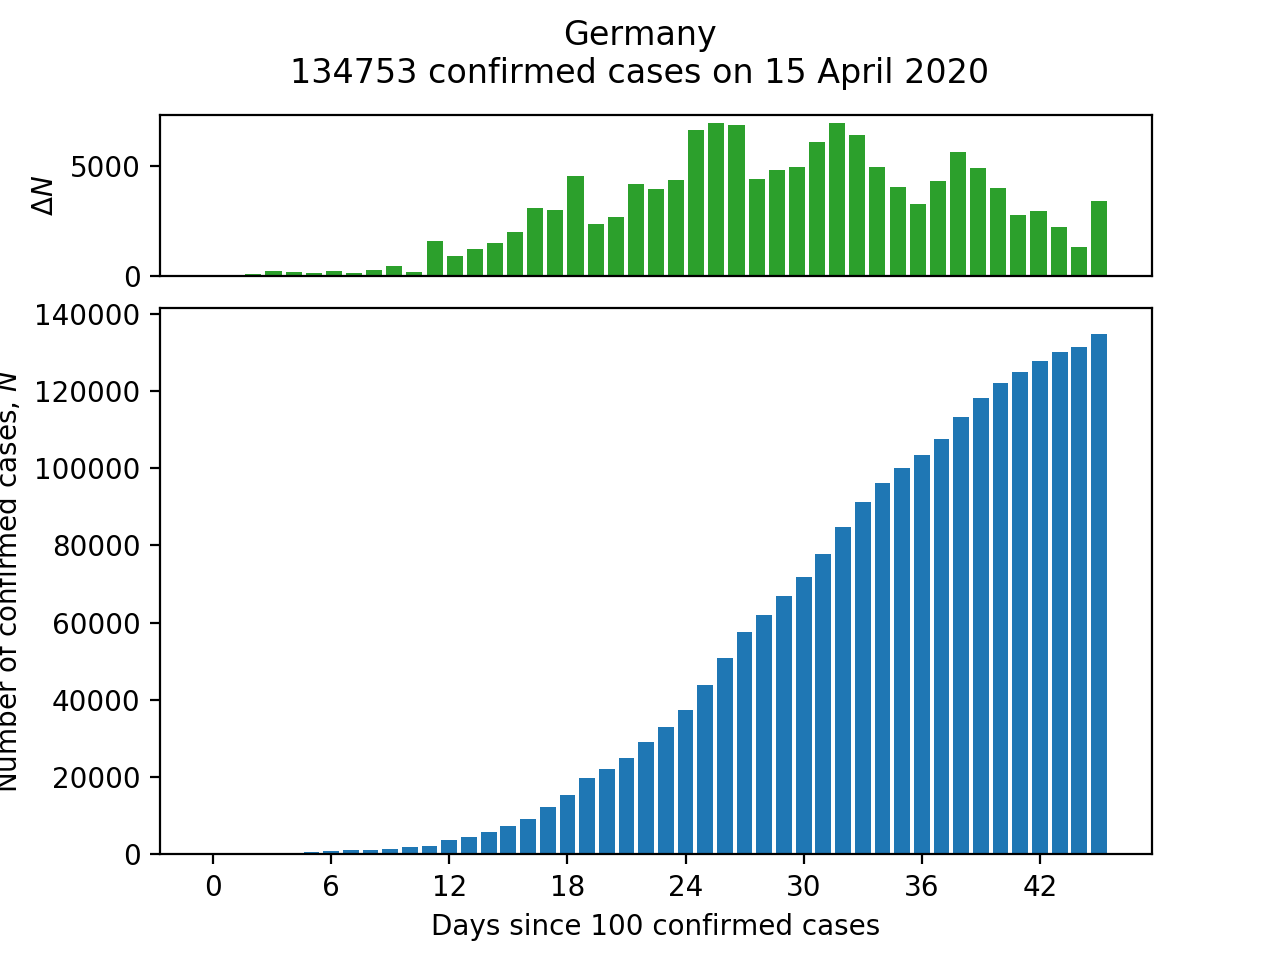 Germany
134753 confirmed cases on 15 April 2020
ΔN
5000
0
Number of confirmed cases, N
140000
120000
100000
80000
60000
40000
20000
0
0 6 12 18 24 30 36 42
Days since 100 confirmed cases